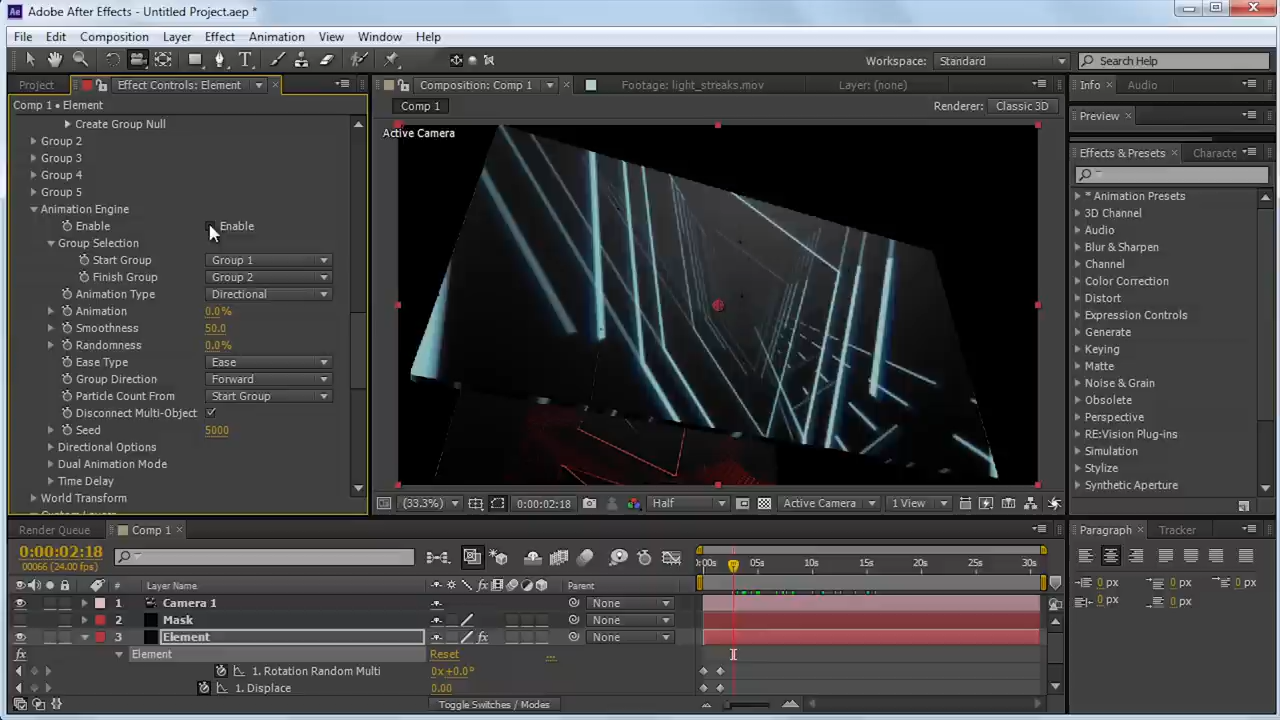 Adobe After Effects - Untitled Project.aep *
File Edit Composition Layer Effect Animation View Window Help
Workspace: Standard Search Help
Project Effect Controls: Element Composition: Comp 1 Footage: light_streaks.mov Layer: (none) Info Audio
Comp 1 • Element Comp 1 Renderer: Classic 3D Preview
Create Group Null Active Camera
Group 2
Group 3 Effects & Presets Characte
Group 4
Group 5 * Animation Presets
Animation Engine 3D Channel
Enable Enable Audio
Group Selection Blur & Sharpen
Start Group Group 1 Channel
Finish Group Group 2 Color Correction
Animation Type Directional Distort
Animation 0.0% Expression Controls
Smoothness 50.0 Generate
Randomness 0.0% Keying
Ease Type Ease Matte
Group Direction Forward Noise & Grain
Particle Count From Start Group Obsolete
Disconnect Multi-Object Perspective
Seed 5000 RE:Vision Plug-ins
Directional Options Simulation
Dual Animation Mode Stylize
Time Delay Synthetic Aperture
World Transform (33.3%) 0:00:02:18 Half Active Camera 1 View
Custom Layers
Render Queue Comp 1 Paragraph Tracker
0:00:02:18
00066 (24.00 fps) :00s 05s 10s 15s 20s 25s 30s
# Layer Name Parent 0 px 0 px 0 px
1 Camera 1 None 0 px 0 px
2 Mask None
3 Element None
Element Reset ...
1. Rotation Random Multi 0x+0.0°
1. Displace 0.00
Toggle Switches / Modes